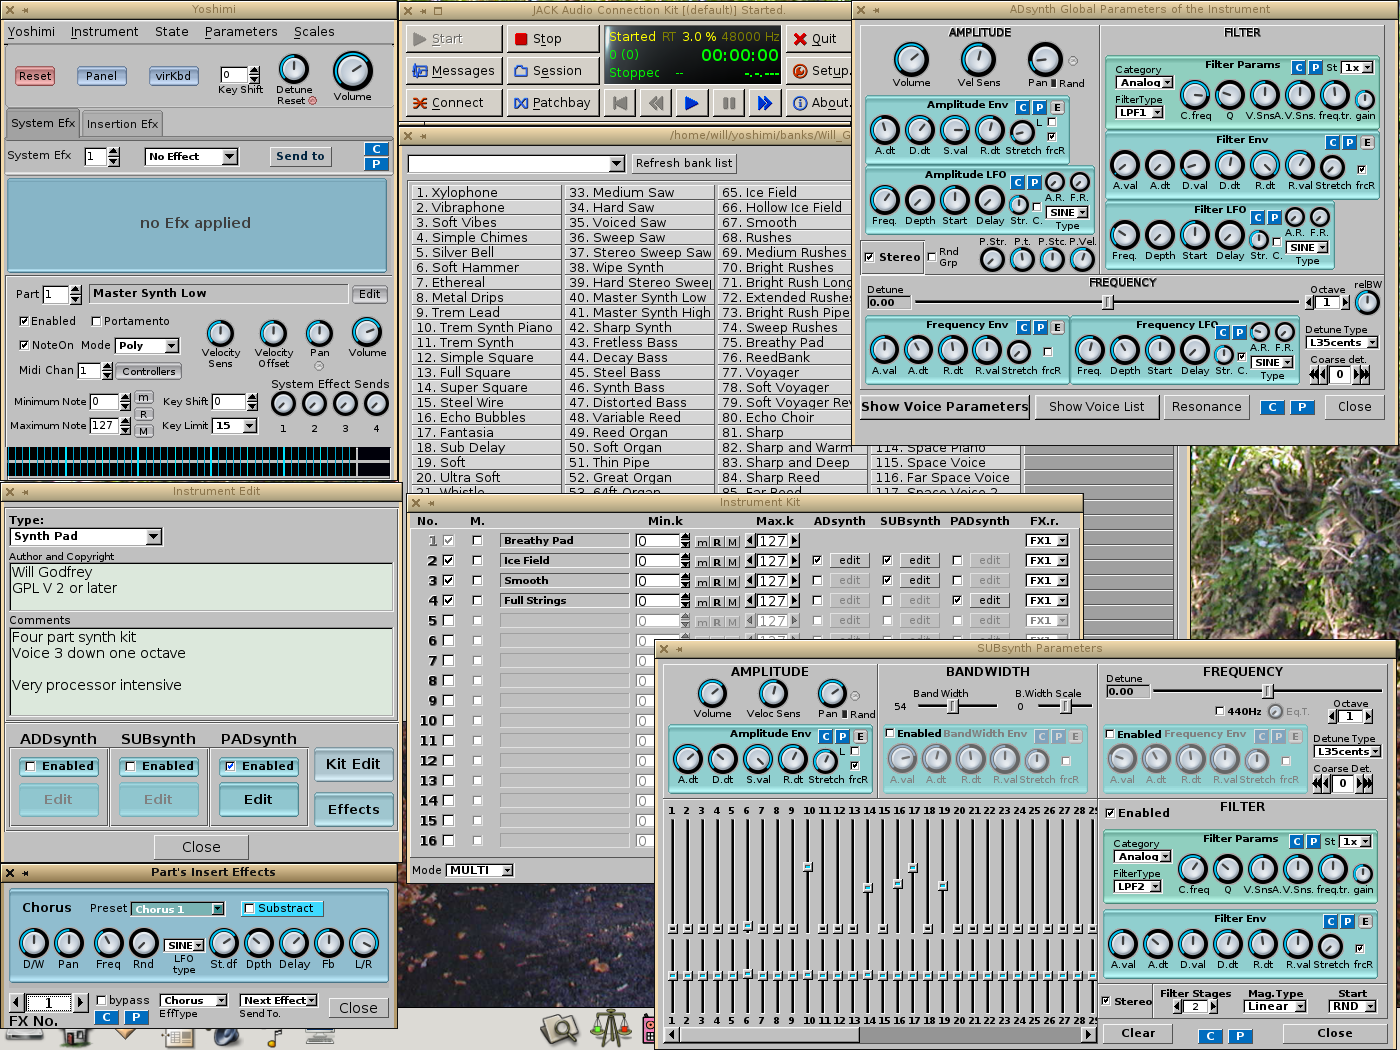 Yoshimi
Yoshimi Instrument State Parameters Scales
Reset Panel virKbd 0 Key Shift Detune Reset Volume
System Efx Insertion Efx
System Efx 1 No Effect Send to C P
no Efx applied
Part 1 Master Synth Low Edit
Enabled Portamento
NoteOn Mode Poly
Velocity Sens Velocity Offset Pan Volume
Midi Chan 1 Controllers
System Effect Sends
Minimum Note 0 m Key Shift 0
R
Maximum Note 127 M Key Limit 15
1 2 3 4
JACK Audio Connection Kit [(default)] Started.
Start Stop Started RT 3.0 % 48000 Hz Quit
0 (0) 00:00:00
Messages Session Stopped -- -.-.--- Setup.
Connect Patchbay About.
/home/will/yoshimi/banks/Will_G
Refresh bank list
1. Xylophone 33. Medium Saw 65. Ice Field
2. Vibraphone 34. Hard Saw 66. Hollow Ice Field
3. Soft Vibes 35. Voiced Saw 67. Smooth
4. Simple Chimes 36. Sweep Saw 68. Rushes
5. Silver Bell 37. Stereo Sweep Saw 69. Medium Rushes
6. Soft Hammer 38. Wipe Synth 70. Bright Rushes
7. Ethereal 39. Hard Stereo Sweep 71. Bright Rush Long
8. Metal Drips 40. Master Synth Low 72. Extended Rushes
9. Trem Lead 41. Master Synth High 73. Bright Rush Pipe
10. Trem Synth Piano 42. Sharp Synth 74. Sweep Rushes
11. Trem Synth 43. Fretless Bass 75. Breathy Pad
12. Simple Square 44. Decay Bass 76. ReedBank
13. Full Square 45. Steel Bass 77. Voyager
14. Super Square 46. Synth Bass 78. Soft Voyager
15. Steel Wire 47. Distorted Bass 79. Soft Voyager Rev
16. Echo Bubbles 48. Variable Reed 80. Echo Choir
17. Fantasia 49. Reed Organ 81. Sharp
18. Sub Delay 50. Soft Organ 82. Sharp and Warm 114. Space Piano
19. Soft 51. Thin Pipe 83. Sharp and Deep 115. Space Voice
20. Ultra Soft 52. Great Organ 84. Sharp Reed 116. Far Space Voice
21. Whistle 53. 64ft Organ 85. Far Reed 117. Space Voice 2
ADsynth Global Parameters of the Instrument
AMPLITUDE
Volume Vel Sens Pan Rand
Amplitude Env C P E
L
A.dt D.dt S.val R.dt Stretch frcR
Amplitude LFO C P A.R. F.R.
SINE
Freq. Depth Start Delay Str. C. Type
Stereo Rnd Grp P.Str. P.t. P.Stc. P.Vel.
FILTER
Category Filter Params C P St 1x
Analog
FilterType
LPF1
C.freq Q V.SnsA.V.Sns. freq.tr. gain
Filter Env C P E
A.val A.dt D.val D.dt R.dt R.val Stretch frcR
Filter LFO C P A.R. F.R.
SINE
Freq. Depth Start Delay Str. C. Type
FREQUENCY
Detune 0.00 Octave 1 relBW
Frequency Env C P E
A.val A.dt R.dt R.val Stretch frcR
Frequency LFO C P A.R. F.R.
SINE
Freq. Depth Start Delay Str. C. Type
Detune Type
L35cents
Coarse det.
0
Show Voice Parameters Show Voice List Resonance C P Close
Instrument Edit
Type:
Synth Pad
Author and Copyright
Will Godfrey
GPL V 2 or later
Comments
Four part synth kit
Voice 3 down one octave
Very processor intensive
ADDsynth SUBsynth PADsynth
Enabled Enabled Enabled Kit Edit
Edit Edit Edit Effects
Close
Instrument Kit
No. M. Min.k Max.k ADsynth SUBsynth PADsynth FX.r.
1 Breathy Pad 0 m R M 127 FX1
2 Ice Field 0 m R M 127 edit edit edit FX1
3 Smooth 0 m R M 127 edit edit edit FX1
4 Full Strings 0 m R M 127 edit edit edit FX1
5 0 m R M 127 edit edit edit FX1
6 0
7 0
8 0
9 0
10 0
11 0
12 0
13 0
14 0
15 0
16 0
Mode MULTI
Part's Insert Effects
Chorus Preset Chorus 1 Substract
SINE
D/W Pan Freq Rnd LFO type St.df Dpth Delay Fb L/R
1 bypass Chorus Next Effect Close
FX No. C P EffType Send To.
SUBsynth Parameters
AMPLITUDE
Volume Veloc Sens Pan Rand
Amplitude Env C P E
L
A.dt D.dt S.val R.dt Stretch frcR
BANDWIDTH
Band Width B.Width Scale
54 0
Enabled BandWidth Env C P E
A.val A.dt R.dt R.val Stretch frcR
FREQUENCY
Detune
0.00
440Hz Eq.T. Octave 1
Enabled Frequency Env C P E
A.val A.dt R.dt R.val Stretch frcR
Detune Type
L35cents
Coarse Det.
0
1 2 3 4 5 6 7 8 9 10 11 12 13 14 15 16 17 18 19 20 21 22 23 24 25 26 27 28 29
1 2 3 4 5 6 7 8 9 10 11 12 13 14 15 16 17 18 19 20 21 22 23 24 25 26 27 28 29
Enabled FILTER
Category Filter Params C P St 1x
Analog
FilterType
LPF2
C.freq Q V.SnsA.V.Sns. freq.tr. gain
Filter Env C P E
A.val A.dt D.val D.dt R.dt R.val Stretch frcR
Stereo Filter Stages 2 Mag.Type Linear Start RND
Clear C P Close